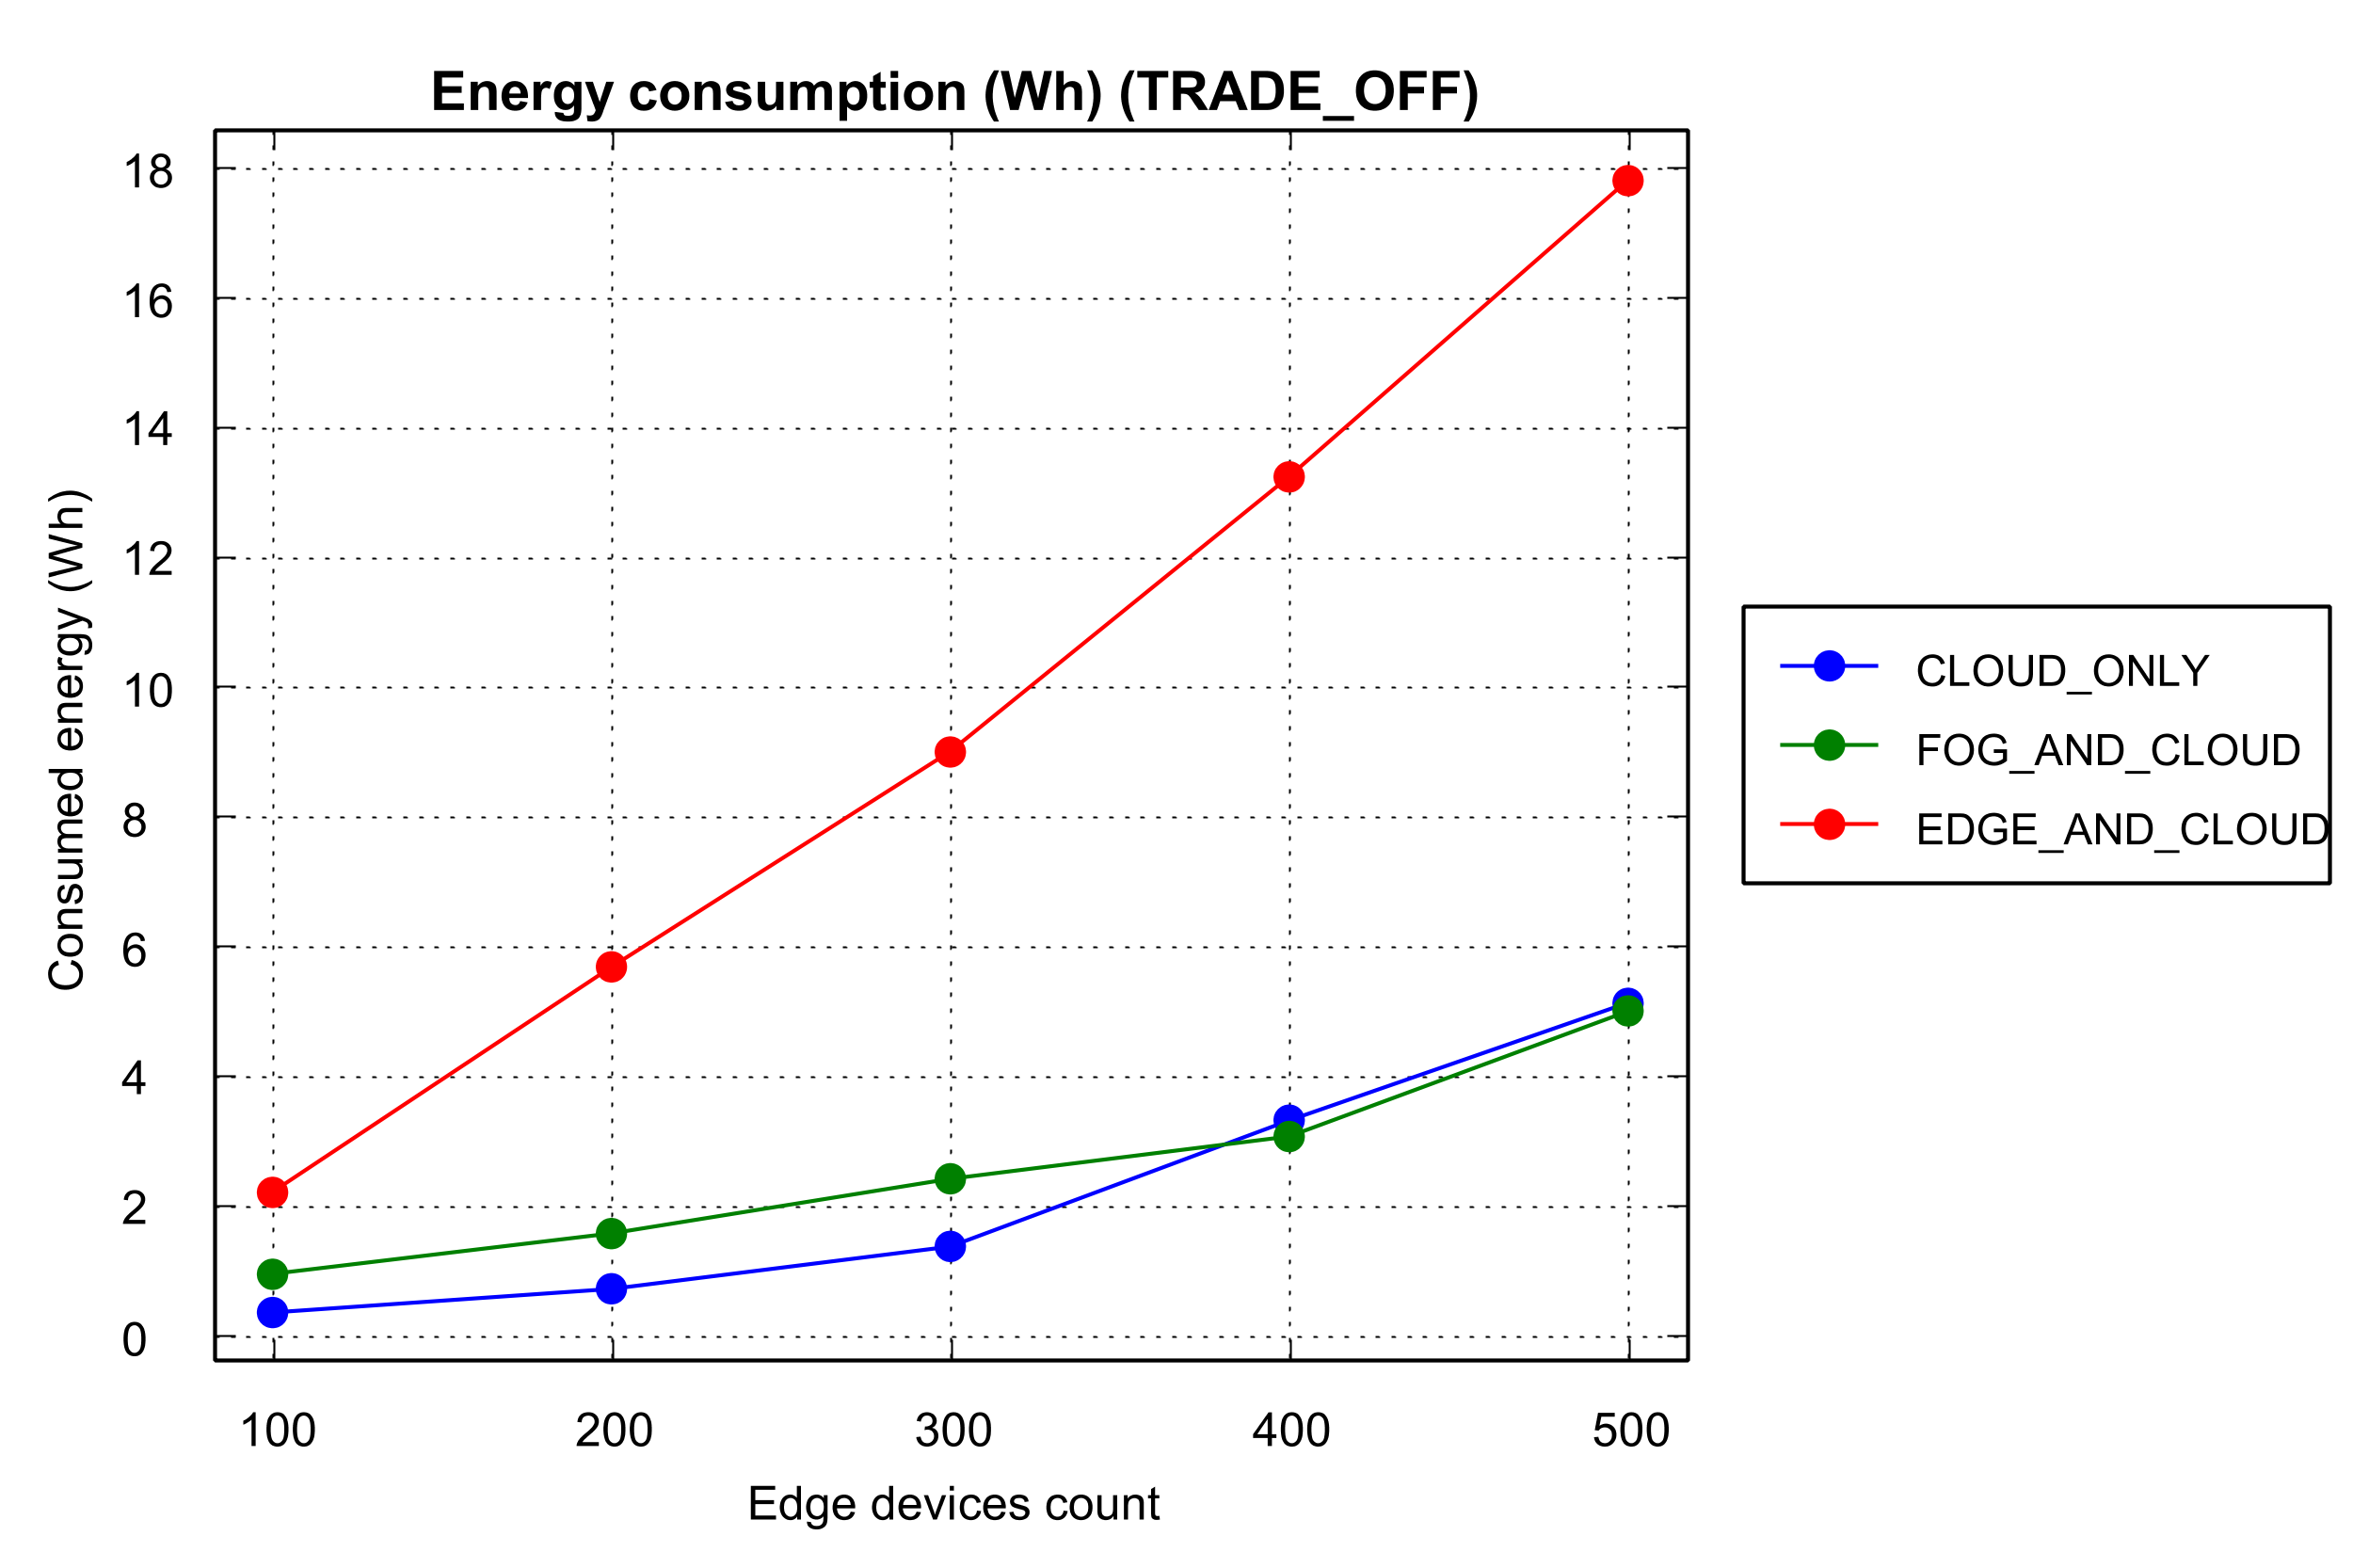 Energy consumption (Wh) (TRADE_OFF)
18
16
14
12
10
8
6
4
2
0
Consumed energy (Wh)
100 200 300 400 500
Edge devices count
CLOUD_ONLY
FOG_AND_CLOUD
EDGE_AND_CLOUD